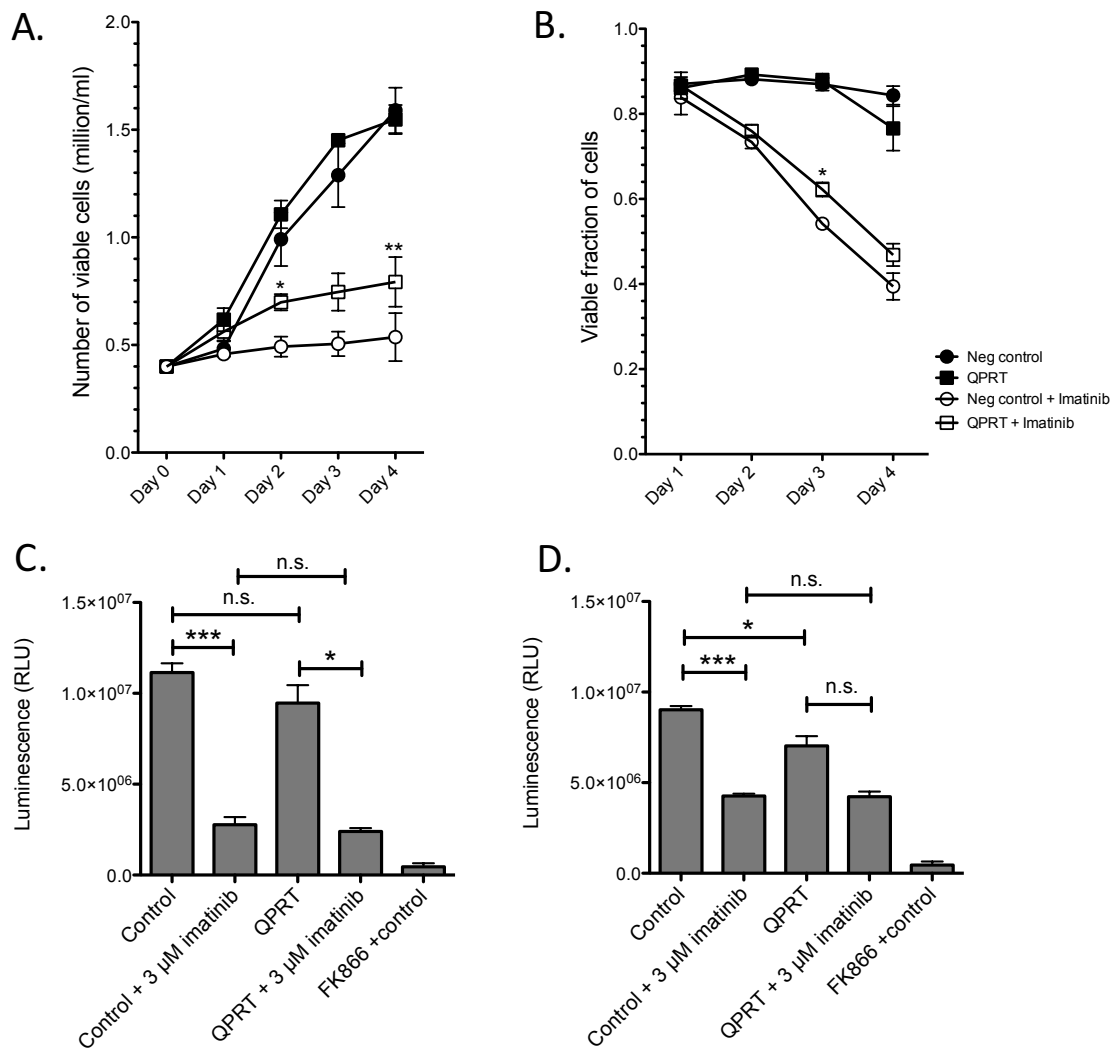 A.
Number of viable cells (million/ml)
2.0
1.5
1.0
0.5
0.0
*
**
Day 0
Day 1
Day 2
Day 3
Day 4
B.
Viable fraction of cells
1.0
0.8
0.6
0.4
0.2
0.0
*
Day 1
Day 2
Day 3
Day 4
Neg control
QPRT
Neg control + Imatinib
QPRT + Imatinib
C.
Luminescence (RLU)
1.5×10⁰⁷
1.0×10⁰⁷
5.0×10⁰⁶
0.0
n.s.
n.s.
***
*
Control
Control + 3 µM imatinib
QPRT
QPRT + 3 µM imatinib
FK866 +control
D.
Luminescence (RLU)
1.5×10⁰⁷
1.0×10⁰⁷
5.0×10⁰⁶
0.0
n.s.
*
***
n.s.
Control
Control + 3 µM imatinib
QPRT
QPRT + 3 µM imatinib
FK866 +control